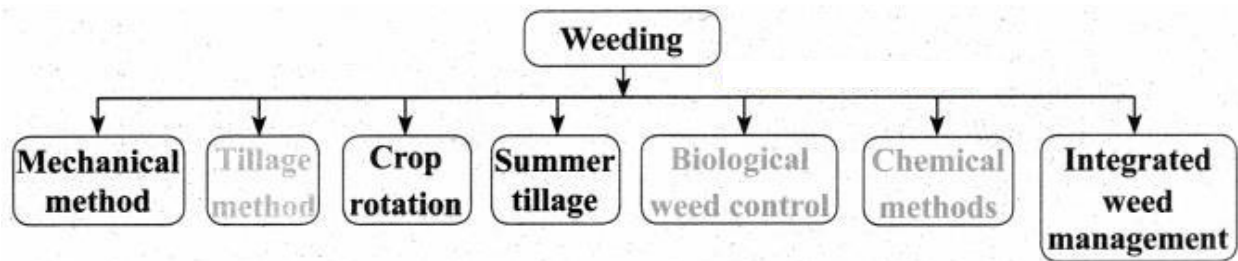 Weeding
Mechanical
method
Tillage
method
Crop
rotation
Summer
tillage
Biological
weed control
Chemical
methods
Integrated
weed
management